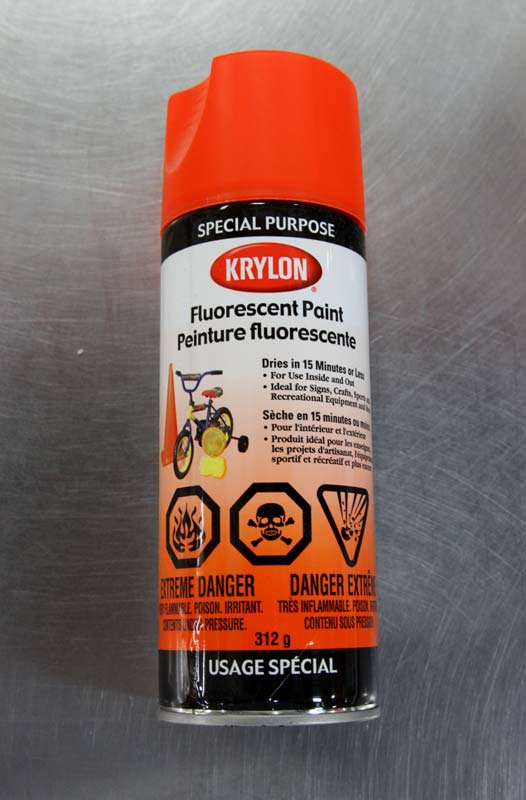 SPECIAL PURPOSE
KRYLON
®
Fluorescent Paint
Peinture fluorescente
Dries in 15 Minutes or Less
• For Use Inside and Out
• Ideal for Signs, Crafts, Sports
Recreational Equipment and
Sèche en 15 minutes ou moins
• Pour l'intérieur et l'extérieur
• Produit idéal pour les
les projets d'artisanat,
sportif et récréatif et plus
EXTREME DANGER
FLAMMABLE. POISON. IRRITANT.
CONTENTS UNDER PRESSURE.
DANGER EXTRÊME
TRÈS INFLAMMABLE. POISON.
CONTENU SOUS PRESSION
312 g
USAGE SPÉCIAL